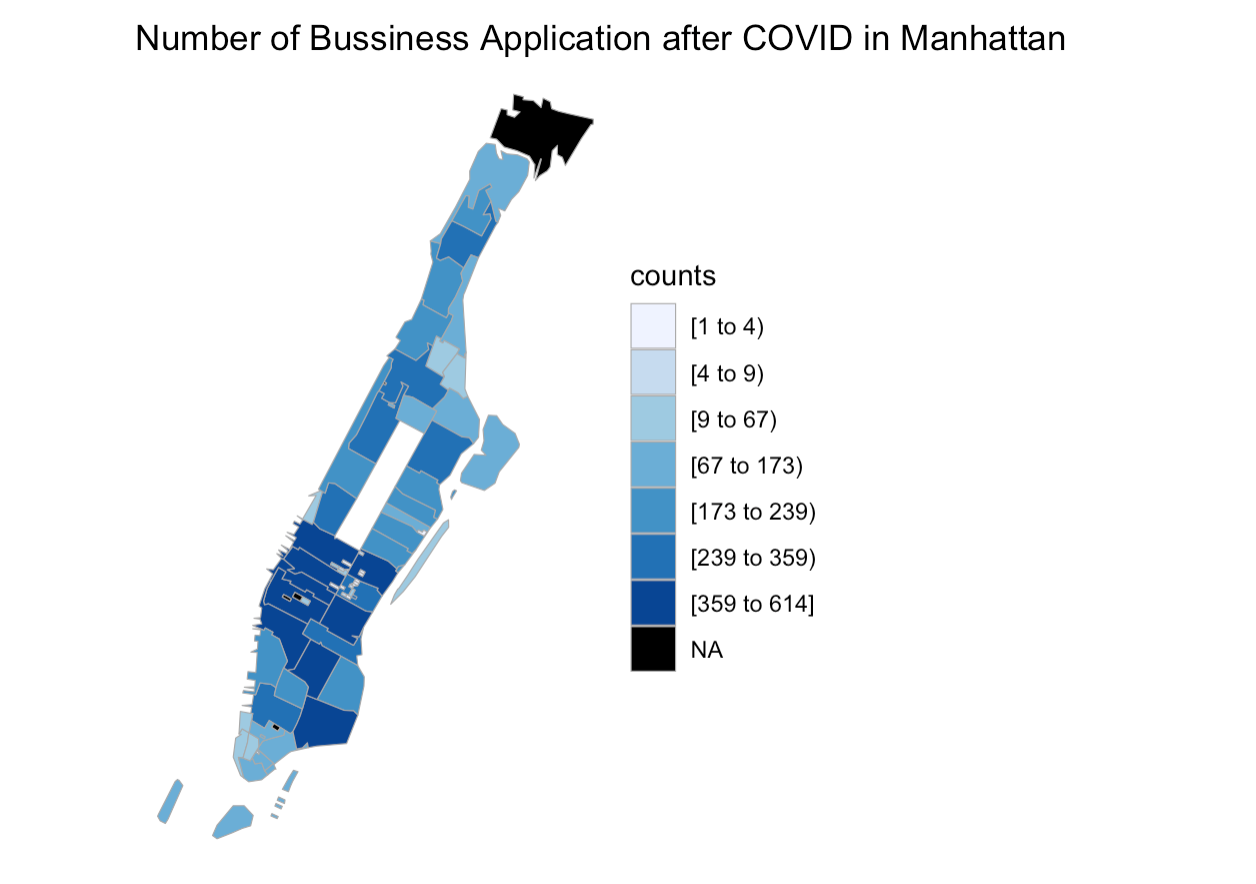 Number of Bussiness Application after COVID in Manhattan
counts
[1 to 4)
[4 to 9)
[9 to 67)
[67 to 173)
[173 to 239)
[239 to 359)
[359 to 614]
NA